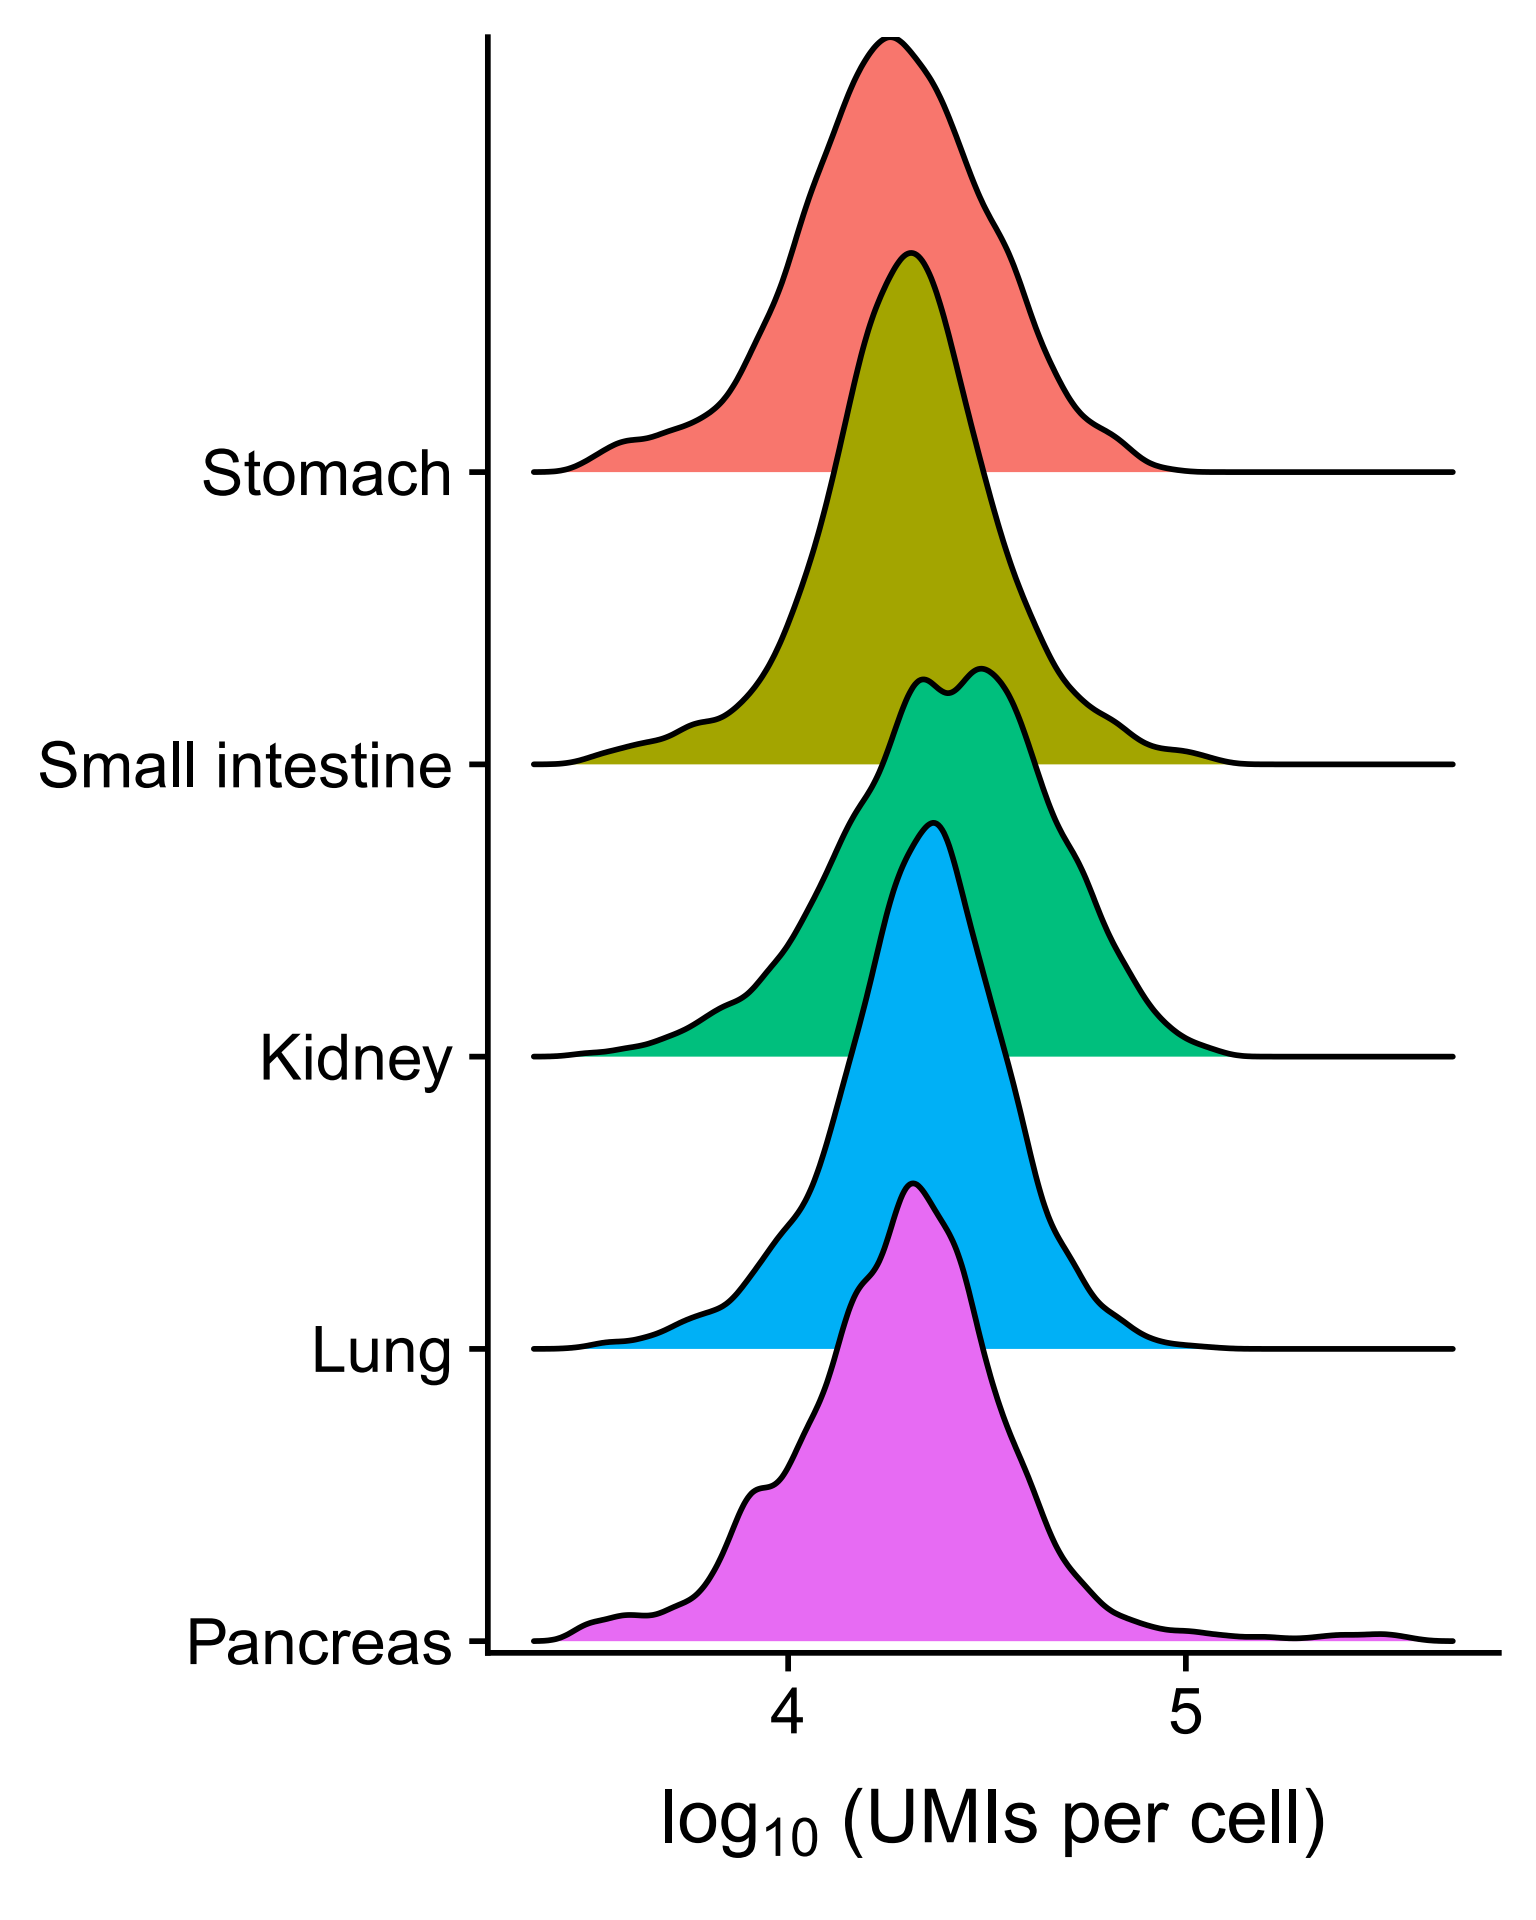 Stomach
Small intestine
Kidney
Lung
Pancreas
4 5
log₁₀ (UMIs per cell)